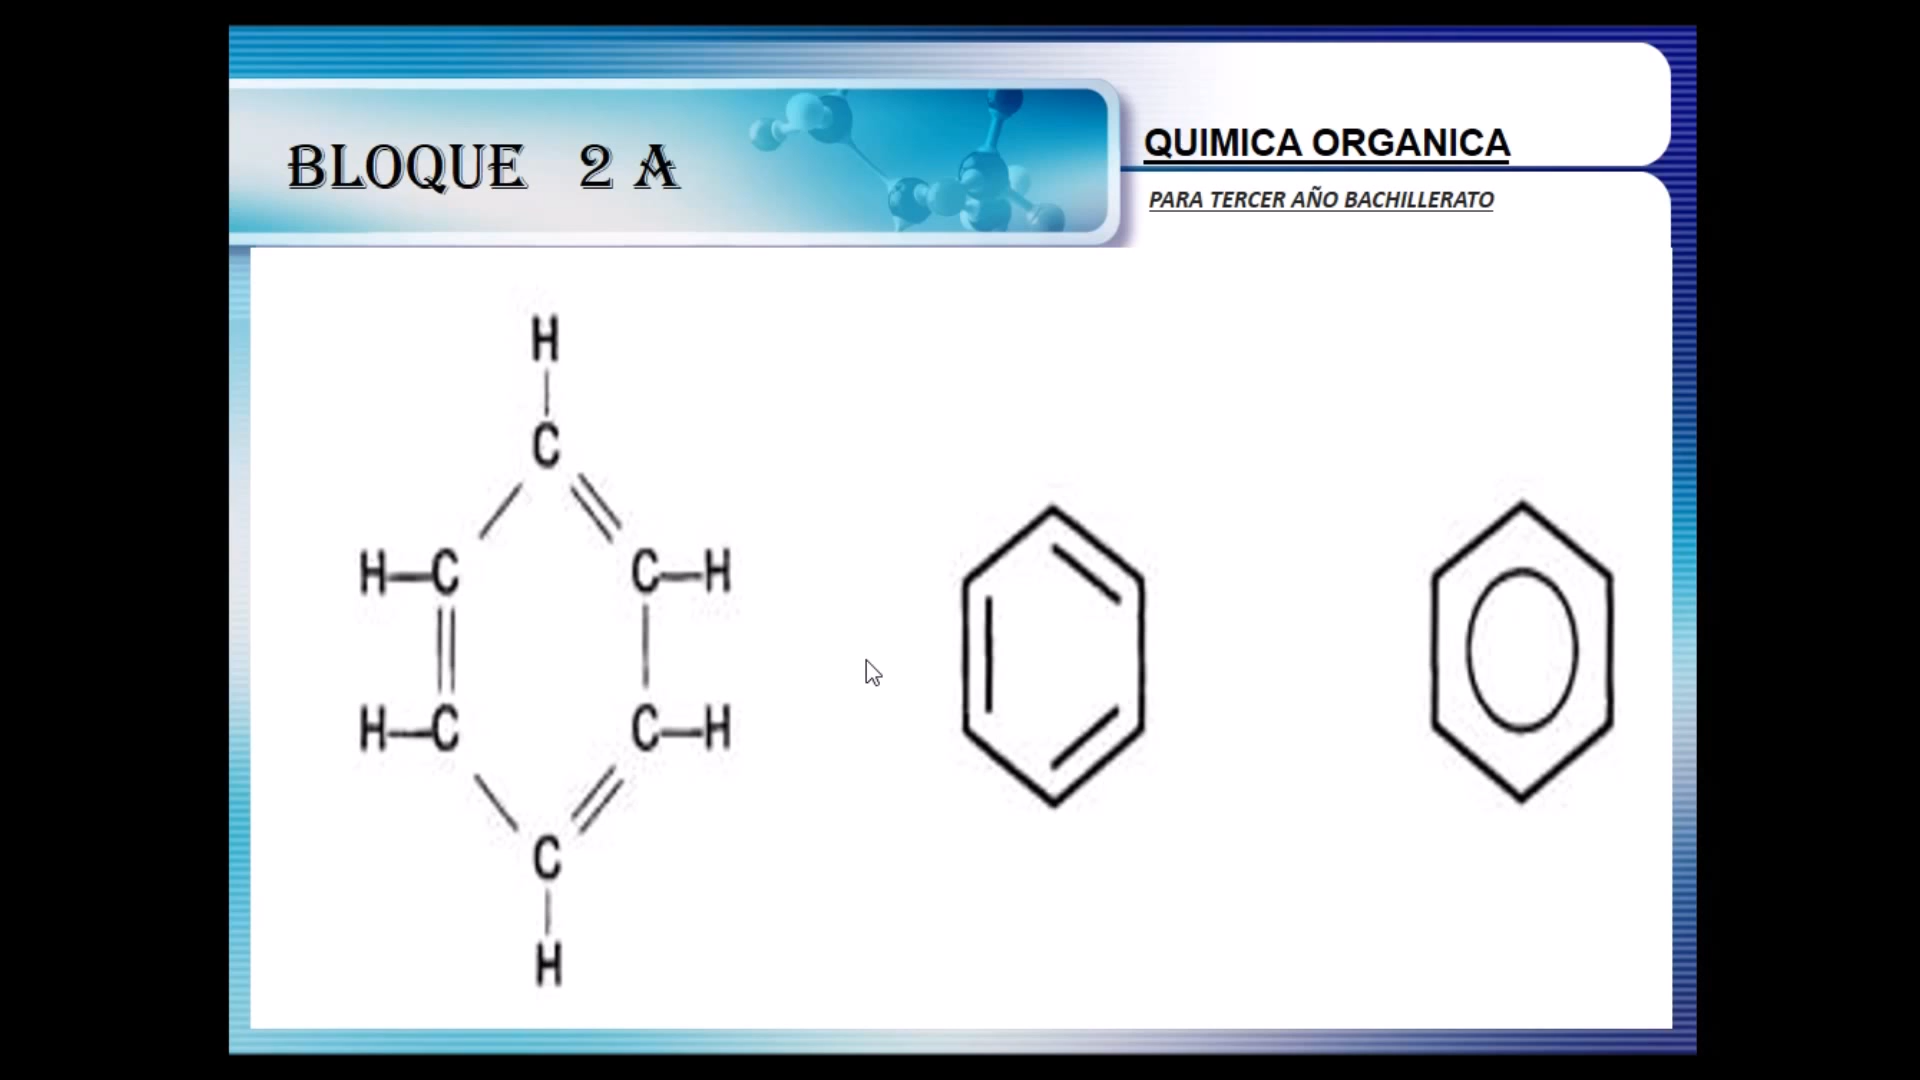 BLOQUE 2 A
QUIMICA ORGANICA
PARA TERCER AÑO BACHILLERATO
H
C
H C C H
H C C H
C
H